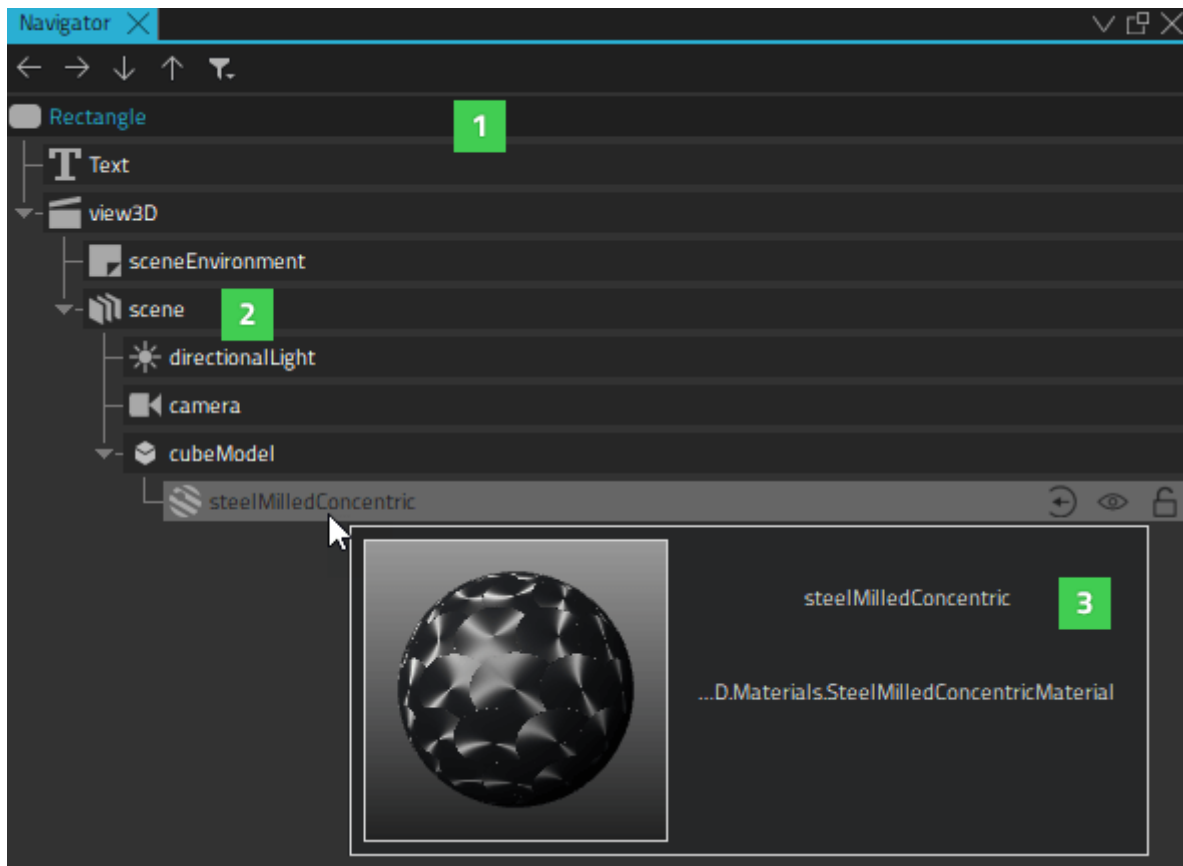 Navigator
Rectangle
1
Text
view3D
sceneEnvironment
scene
2
directionalLight
camera
cubeModel
steelMilledConcentric
steelMilledConcentric
3
...D.Materials.SteelMilledConcentricMaterial